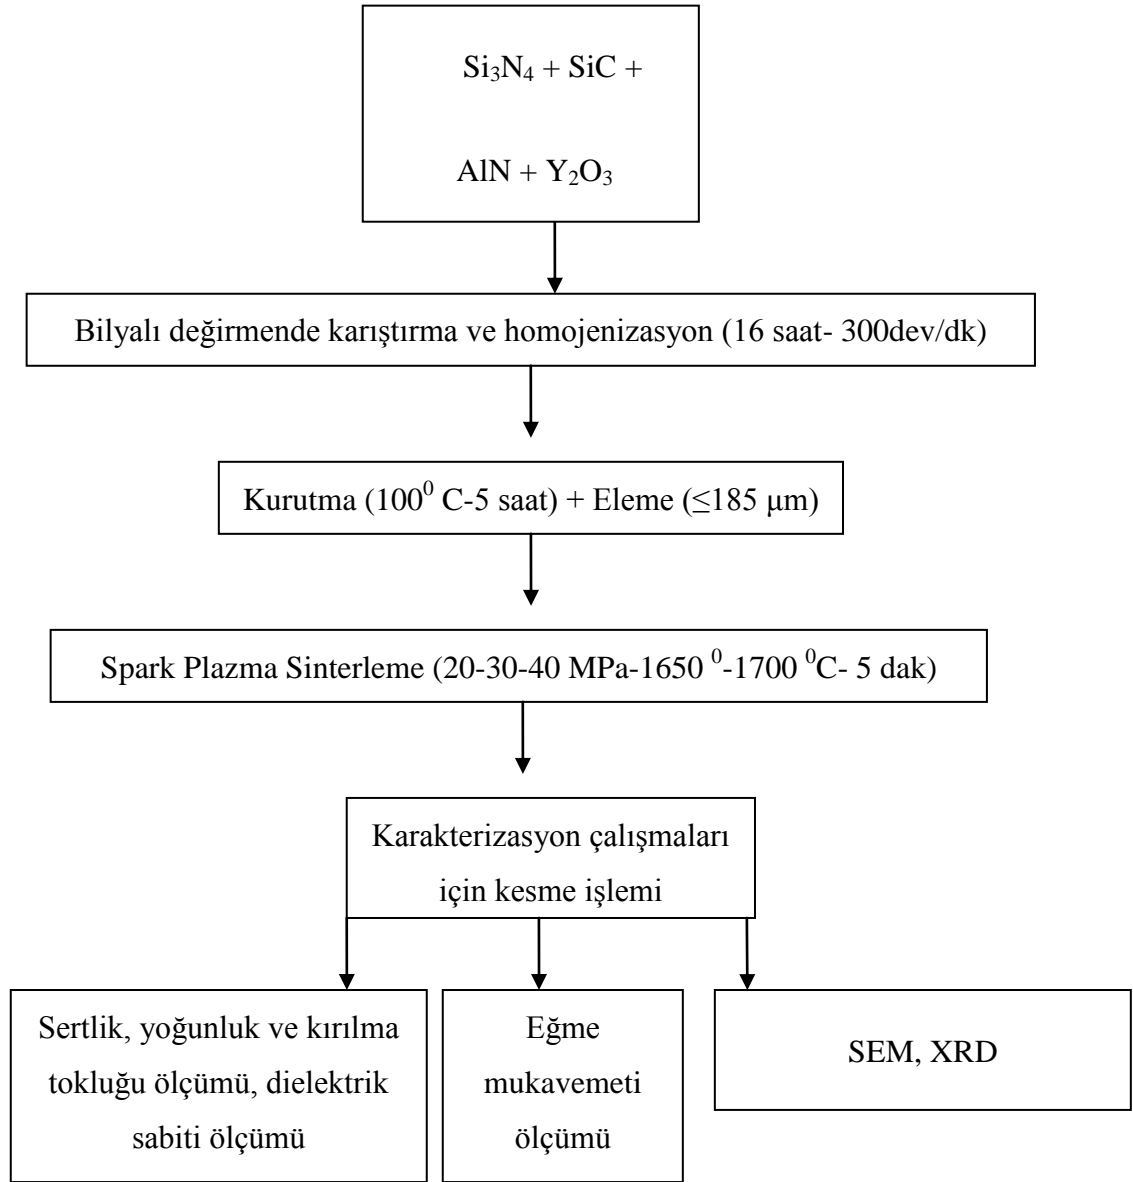 Si₃N₄ + SiC +
AlN + Y₂O₃
Bilyalı değirmende karıştırma ve homojenizasyon (16 saat- 300dev/dk)
Kurutma (100⁰ C-5 saat) + Eleme (≤185 μm)
Spark Plazma Sinterleme (20-30-40 MPa-1650 ⁰-1700 ⁰C- 5 dak)
Karakterizasyon çalışmaları
için kesme işlemi
Sertlik, yoğunluk ve kırılma
tokluğu ölçümü, dielektrik
sabiti ölçümü
Eğme
mukavemeti
ölçümü
SEM, XRD